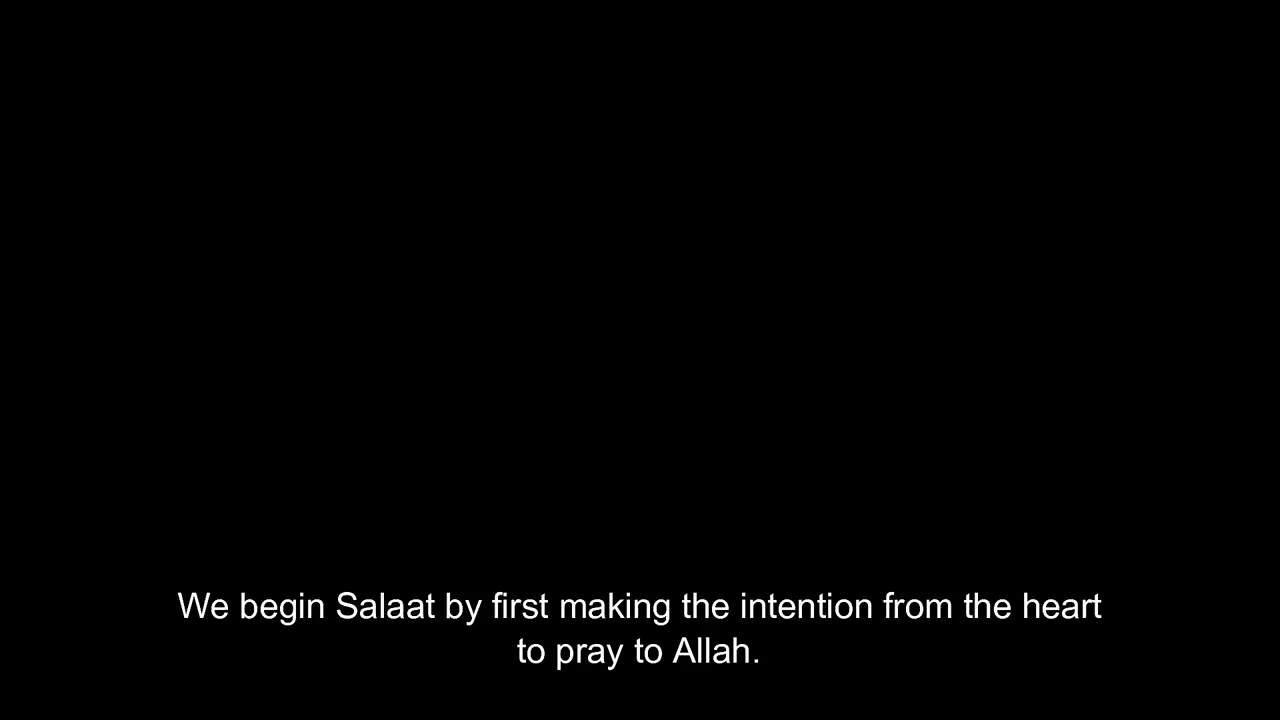 We begin Salaat by first making the intention from the heart
to pray to Allah.